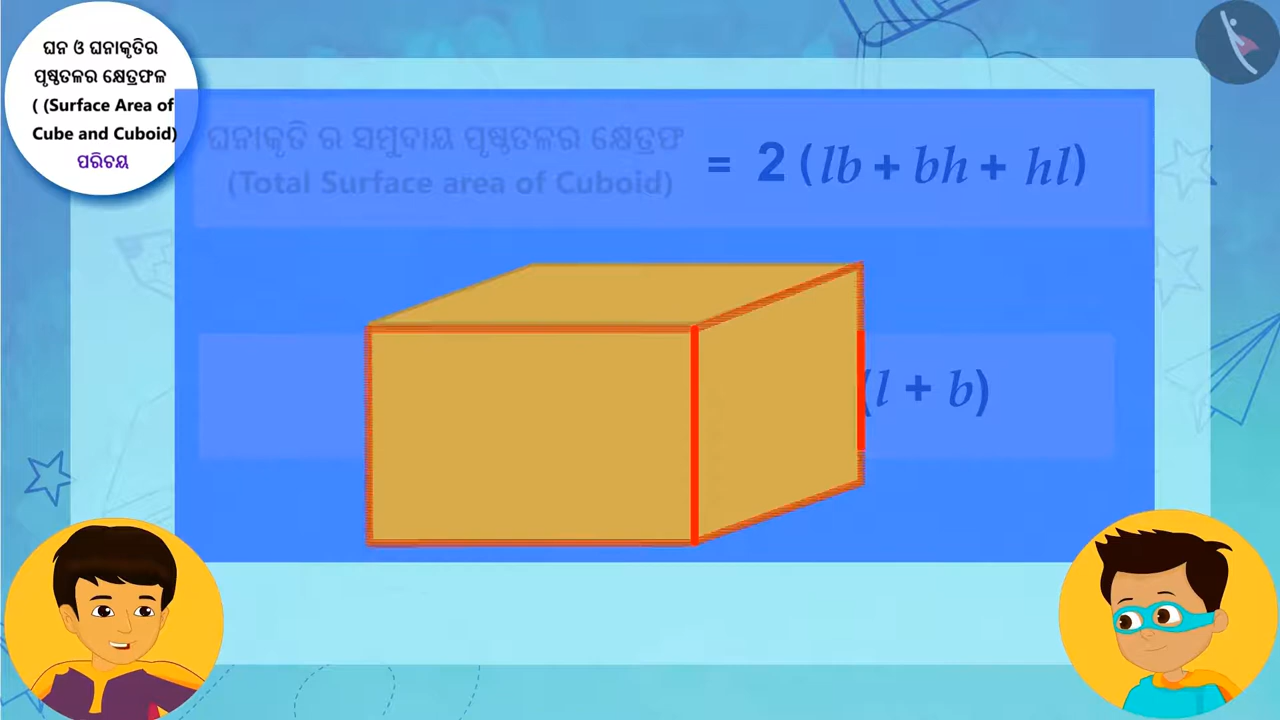 ଘନ ଓ ଘନାକୃତିର
ପୃଷ୍ଠତଳର କ୍ଷେତ୍ରଫଳ
( (Surface Area of
Cube and Cuboid)
ପରିଚୟ
ଘନାକୃତି ର ସମୁଦାୟ ପୃଷ୍ଠତଳର କ୍ଷେତ୍ରଫ
(Total Surface area of Cuboid)
= 2 (lb + bh + hl)
(l + b)